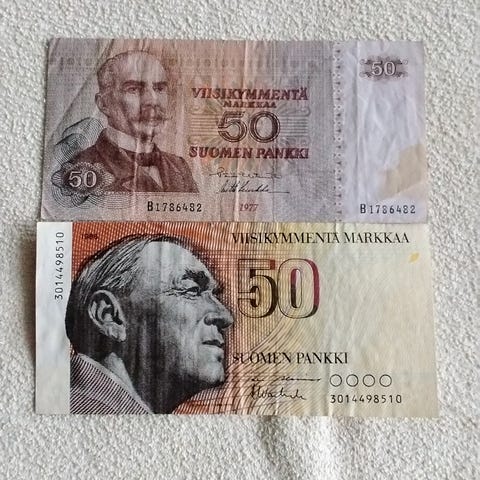 VIISIKYMMENTÄ
MARKKAA
50
SUOMEN PANKKI
50
50
B1786482
1977
B1786482
3014498510
VIISIKYMMENTÄ MARKKAA
50
SUOMEN PANKKI
3014498510